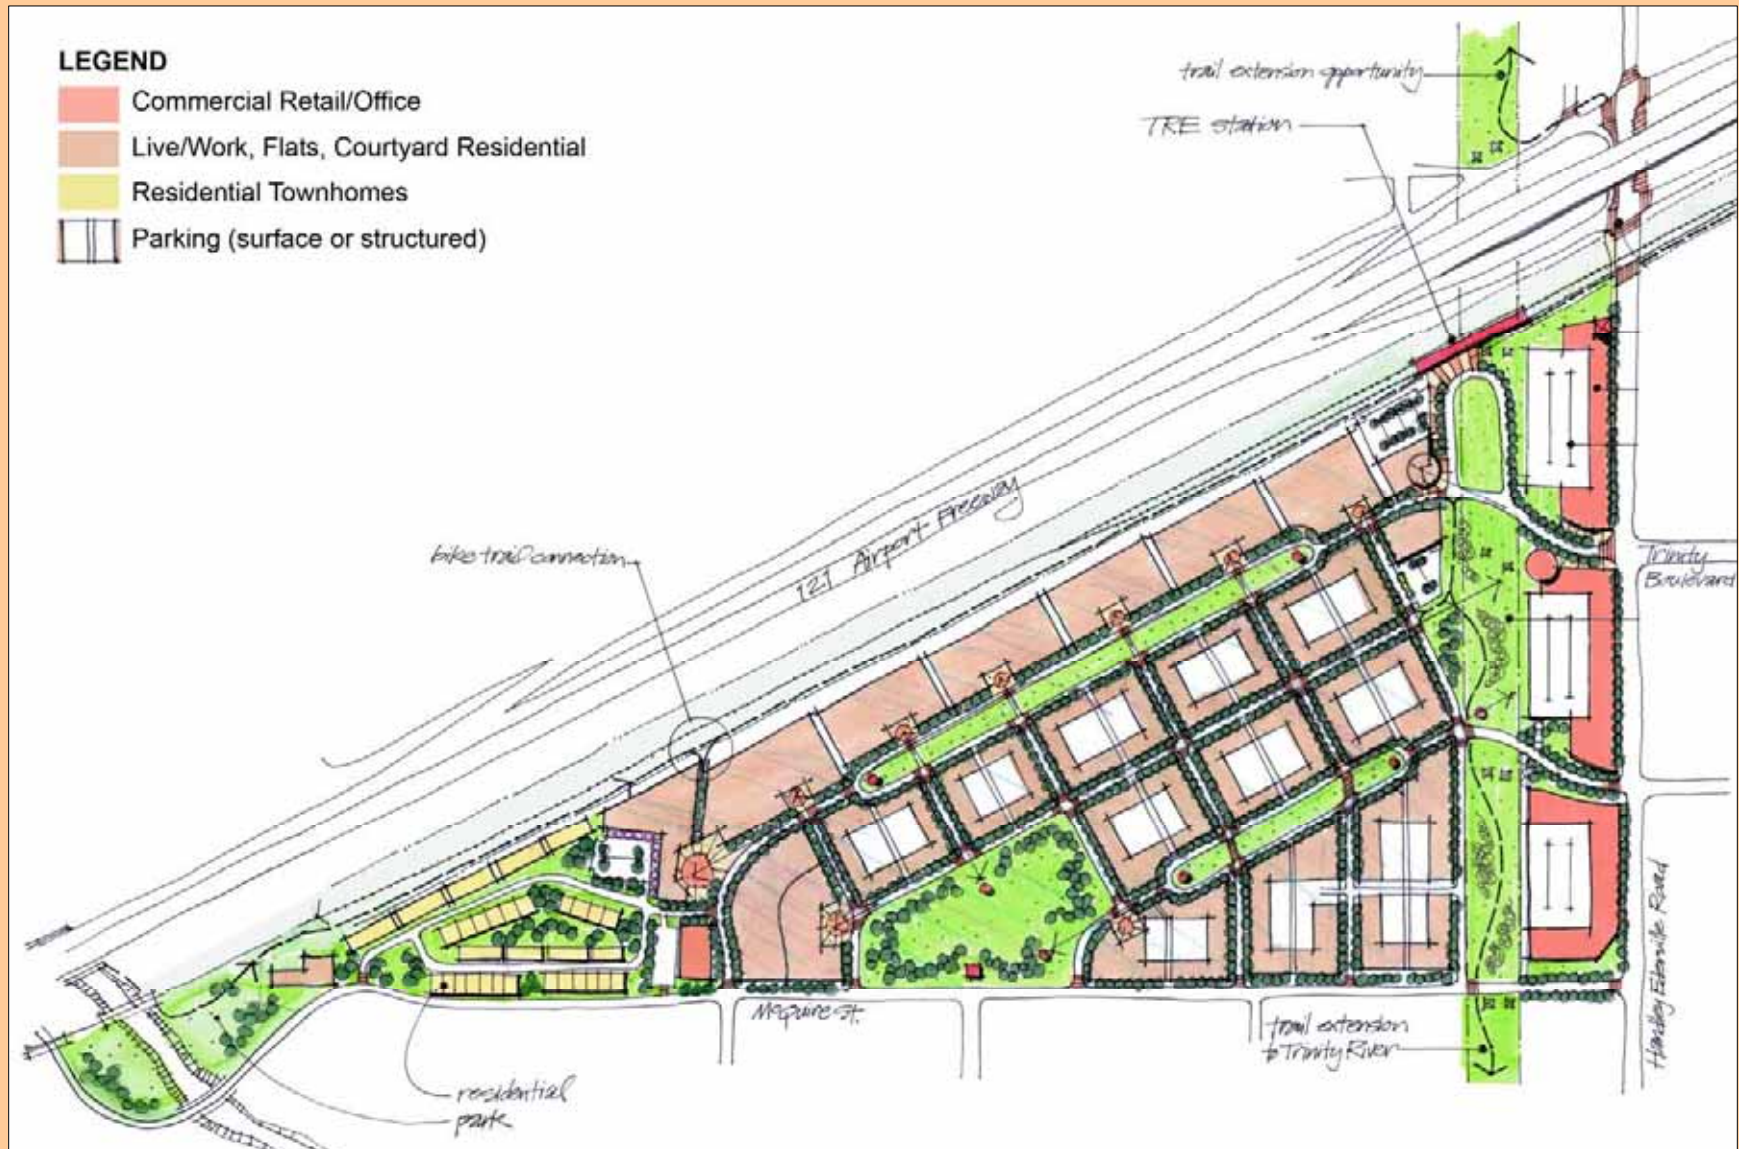 LEGEND
Commercial Retail/Office
Live/Work, Flats, Courtyard Residential
Residential Townhomes
Parking (surface or structured)
trail extension opportunity
TRE station
bike trail connection
121 Airport Freeway
Trinity
Boulevard
Handley Ederville Road
McGuire St.
trail extension
to Trinity River
residential
park